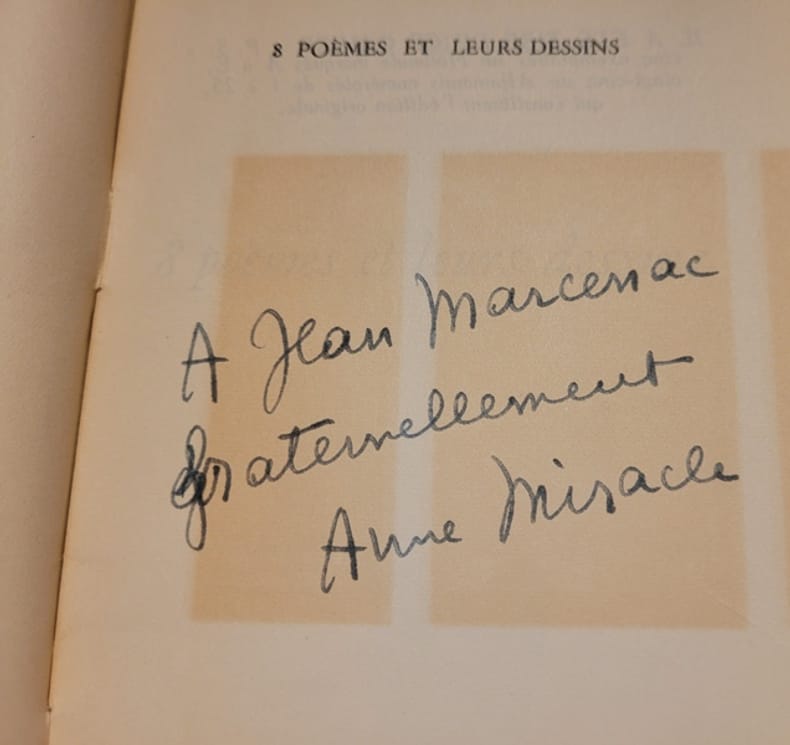 8 POÈMES ET LEURS DESSINS
A Jean Marcenac
fraternellement
Anne Miracle